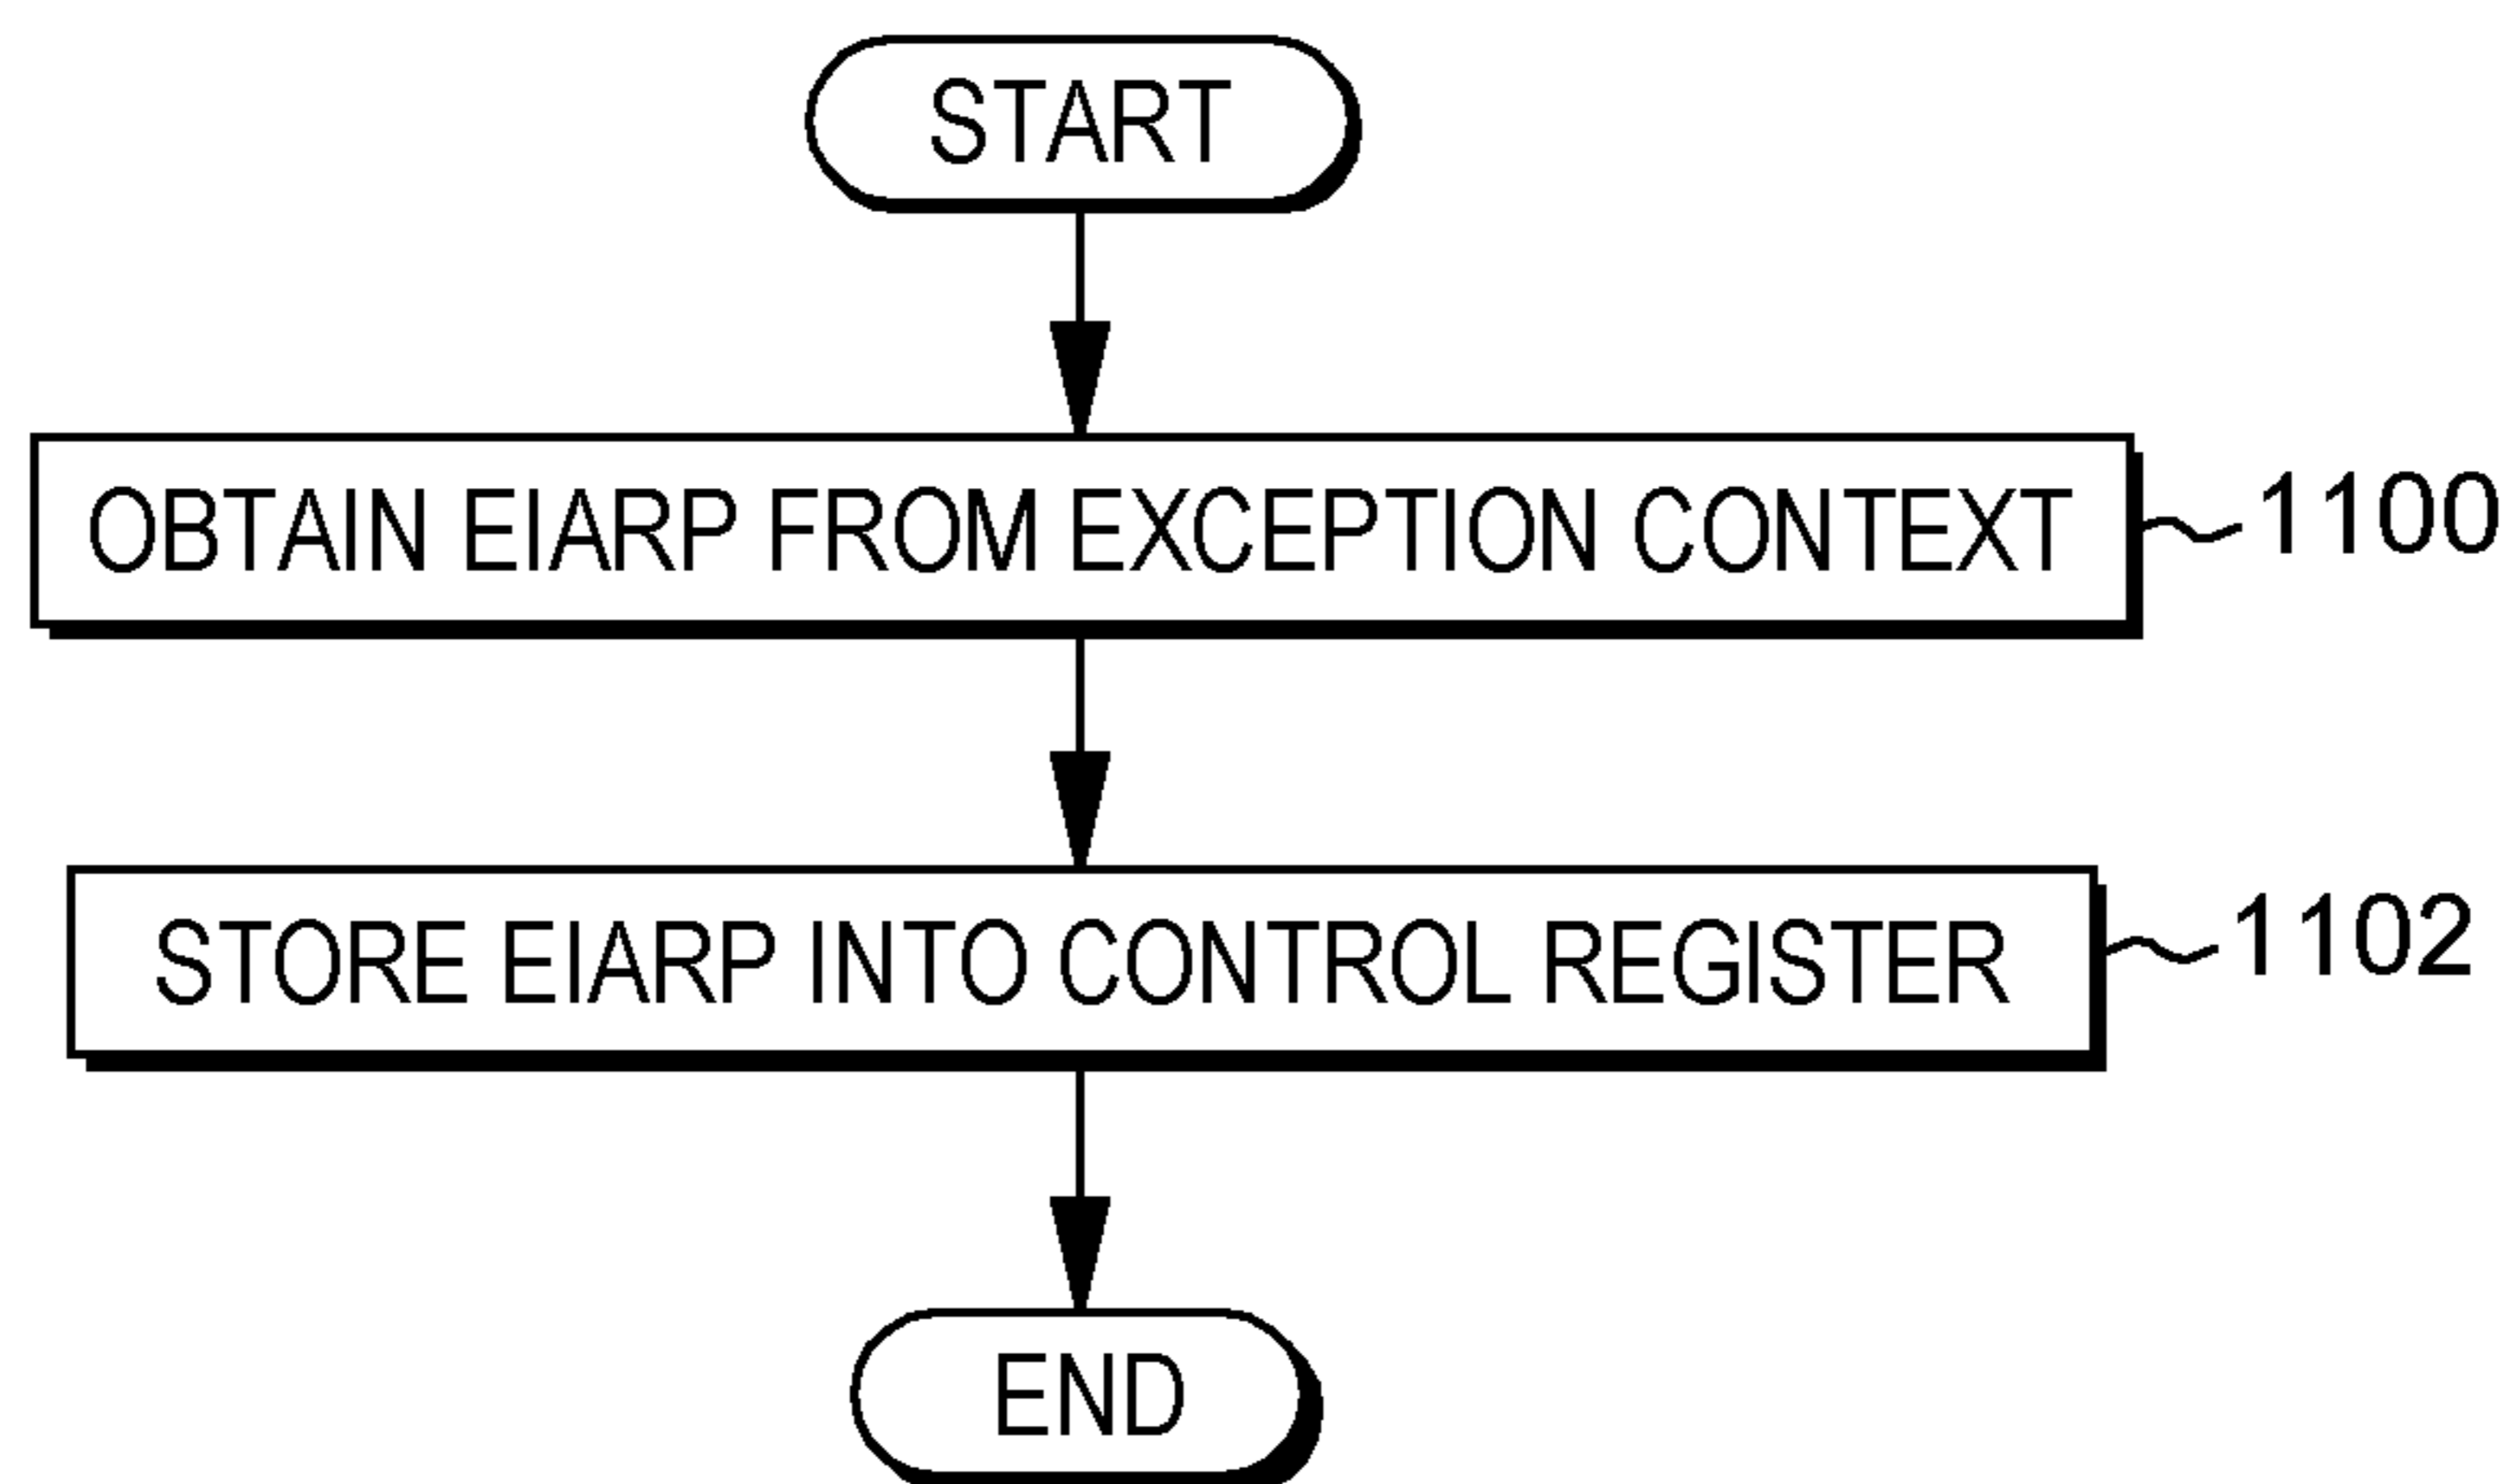 START
OBTAIN EIARP FROM EXCEPTION CONTEXT
1100
STORE EIARP INTO CONTROL REGISTER
1102
END